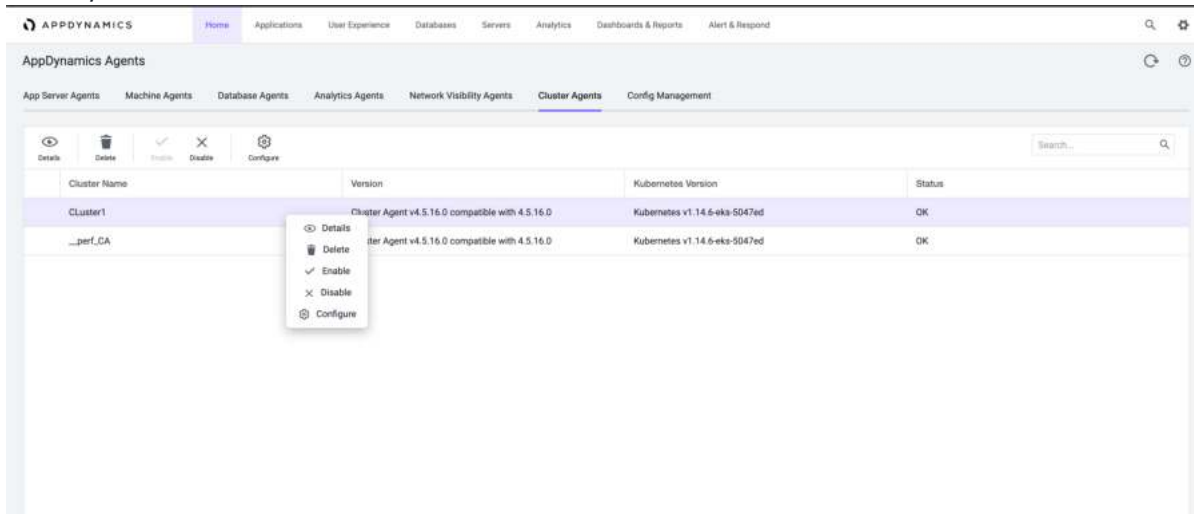 APPDYNAMICS Home Applications User Experience Databases Servers Analytics Dashboards & Reports Alert & Respond
AppDynamics Agents
App Server Agents Machine Agents Database Agents Analytics Agents Network Visibility Agents Cluster Agents Config Management
Details Delete Enable Disable Configure Search...
Cluster Name Version Kubernetes Version Status
CLuster1 Cluster Agent v4.5.16.0 compatible with 4.5.16.0 Kubernetes v1.14.6-eks-5047ed OK
__perf_CA ter Agent v4.5.16.0 compatible with 4.5.16.0 Kubernetes v1.14.6-eks-5047ed OK
Details
Delete
Enable
Disable
Configure